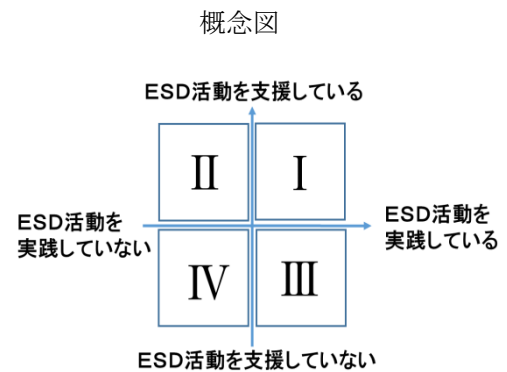 概念図
ESD活動を支援している
Ⅱ
Ⅰ
ESD活動を
実践していない
ESD活動を
実践している
Ⅳ
Ⅲ
ESD活動を支援していない